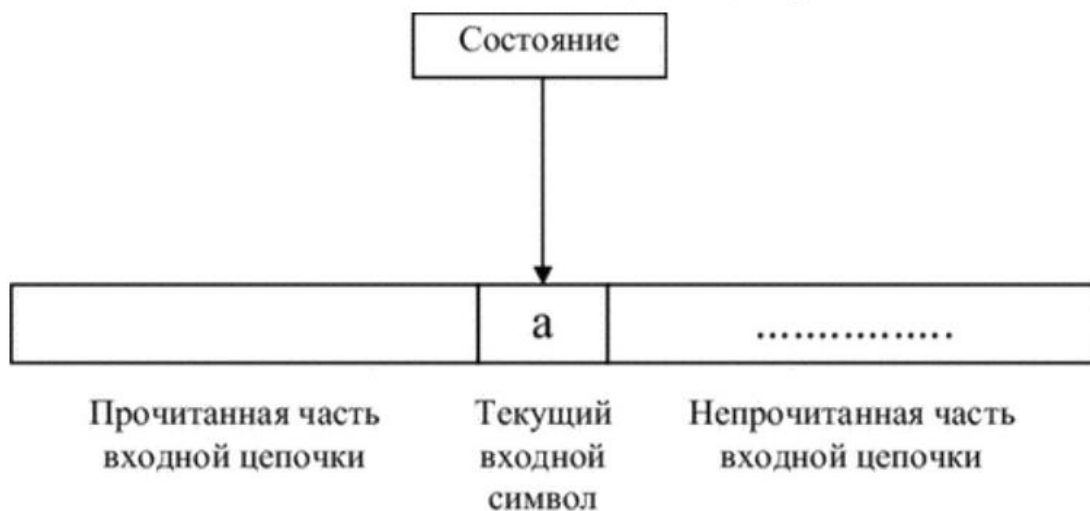 Состояние
а
.................
Прочитанная часть
входной цепочки
Текущий
входной
символ
Непрочитанная часть
входной цепочки